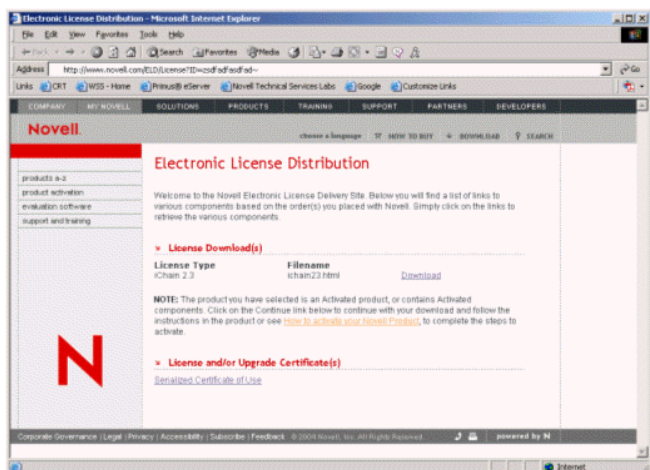 Electronic License Distribution - Microsoft Internet Explorer
File Edit View Favorites Tools Help
Back Search Favorites Media
Address http://www.novell.com/ELD/License?ID=zsdfadfasdfad~ Go
Links CRT WSS - Home Primus® eServer Novell Technical Services Labs Google Customize Links
COMPANY MY NOVELL SOLUTIONS PRODUCTS TRAINING SUPPORT PARTNERS DEVELOPERS
Novell.
choose a language HOW TO BUY DOWNLOAD SEARCH
products a-z
product activation
evaluation software
support and training
Electronic License Distribution
Welcome to the Novell Electronic License Delivery Site. Below you will find a list of links to
various components based on the order(s) you placed with Novell. Simply click on the links to
retrieve the various components.
License Download(s)
License Type Filename
iChain 2.3 ichain23.html Download
NOTE: The product you have selected is an Activated product, or contains Activated
components. Click on the Continue link below to continue with your download and follow the
instructions in the product or see How to activate your Novell Product, to complete the steps to
activate.
N
License and/or Upgrade Certificate(s)
Serialized Certificate of Use
Corporate Governance | Legal | Privacy | Accessibility | Subscribe | Feedback © 2004 Novell, Inc. All Rights Reserved. powered by N
Internet